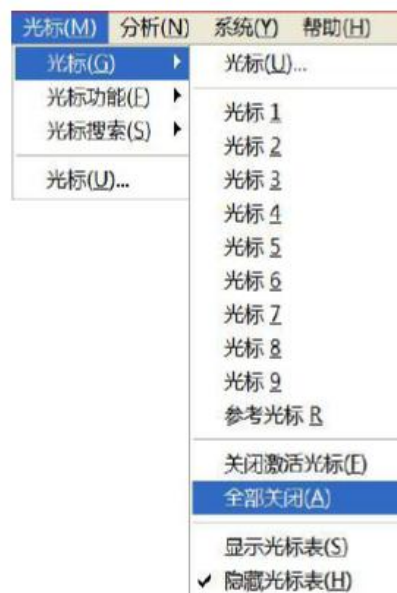 光标(M) 分析(N) 系统(Y) 帮助(H)
光标(G)
光标功能(F)
光标搜索(S)
光标(U)...
光标(U)...
光标 1
光标 2
光标 3
光标 4
光标 5
光标 6
光标 7
光标 8
光标 9
参考光标 R
关闭激活光标(F)
全部关闭(A)
显示光标表(S)
隐藏光标表(H)